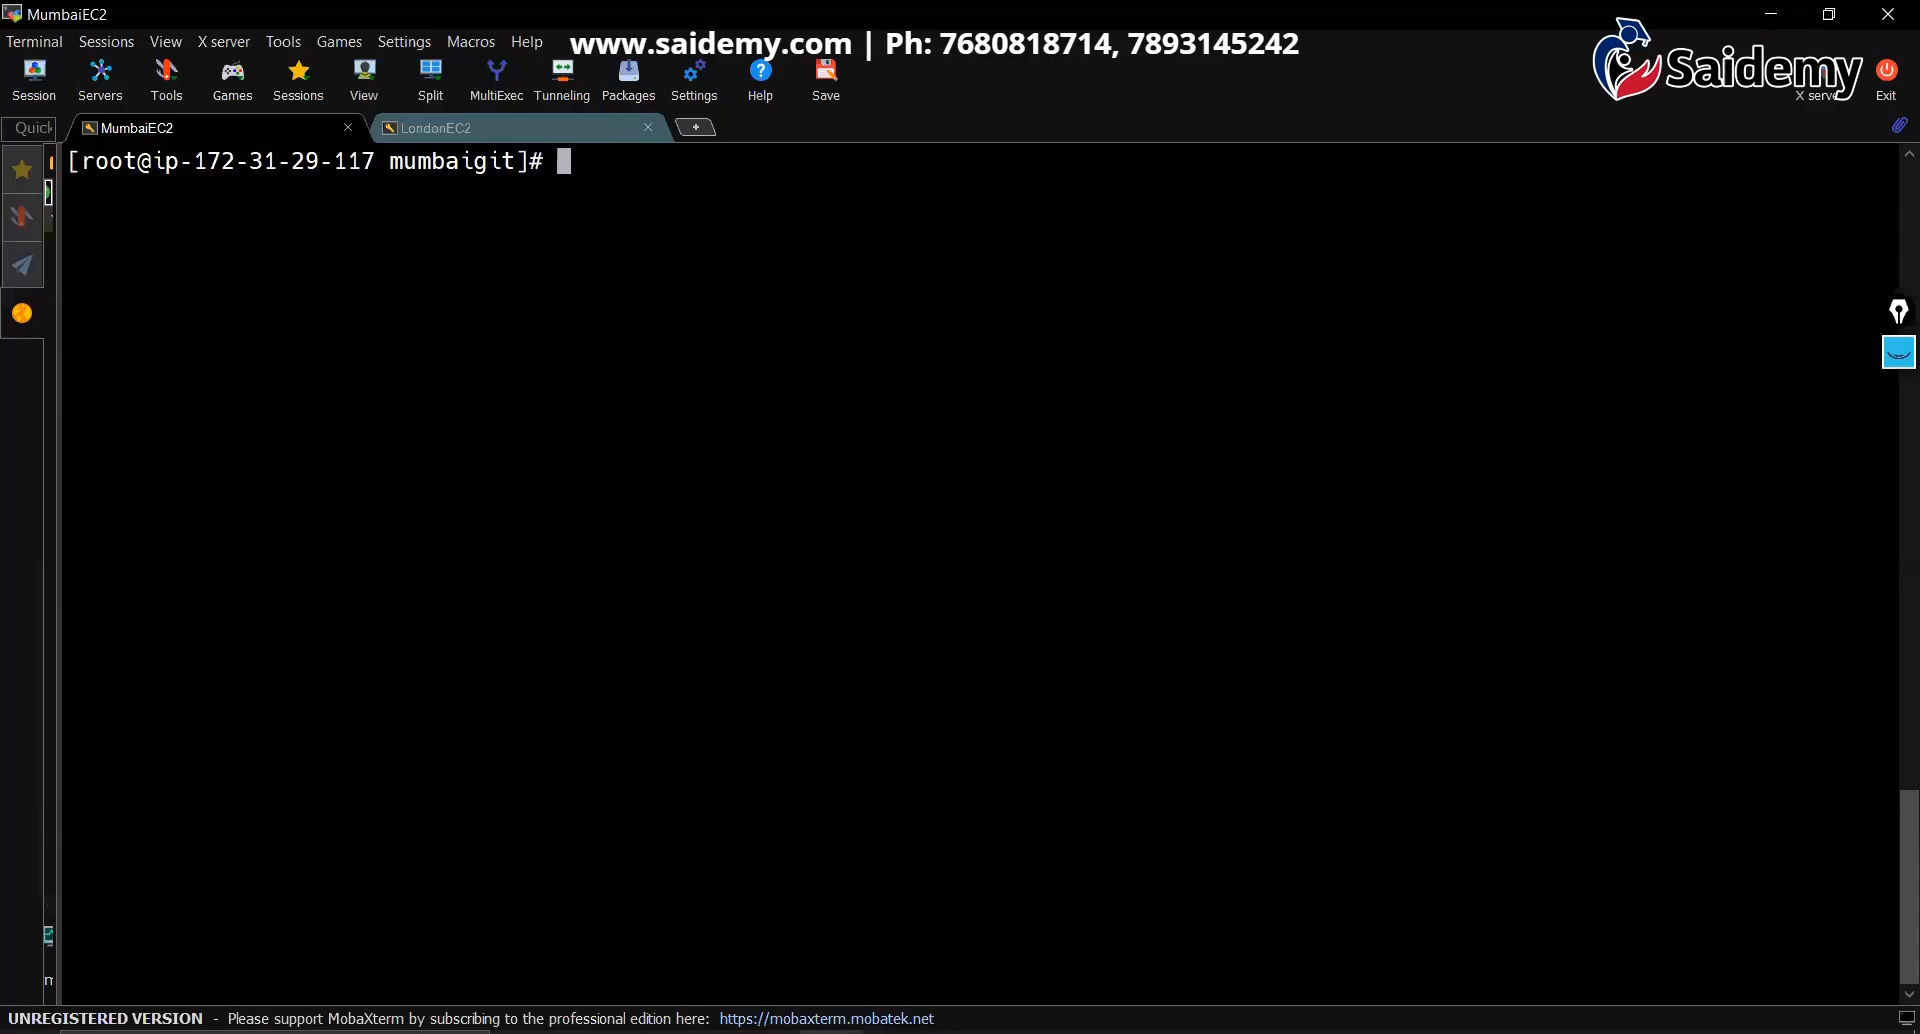 MumbaiEC2
Terminal Sessions View X server Tools Games Settings Macros Help
www.saidemy.com | Ph: 7680818714, 7893145242
Saidemy
Session Servers Tools Games Sessions View Split MultiExec Tunneling Packages Settings Help Save X serve Exit
Quick MumbaiEC2 LondonEC2
[root@ip-172-31-29-117 mumbaigit]#
UNREGISTERED VERSION - Please support MobaXterm by subscribing to the professional edition here: https://mobaxterm.mobatek.net